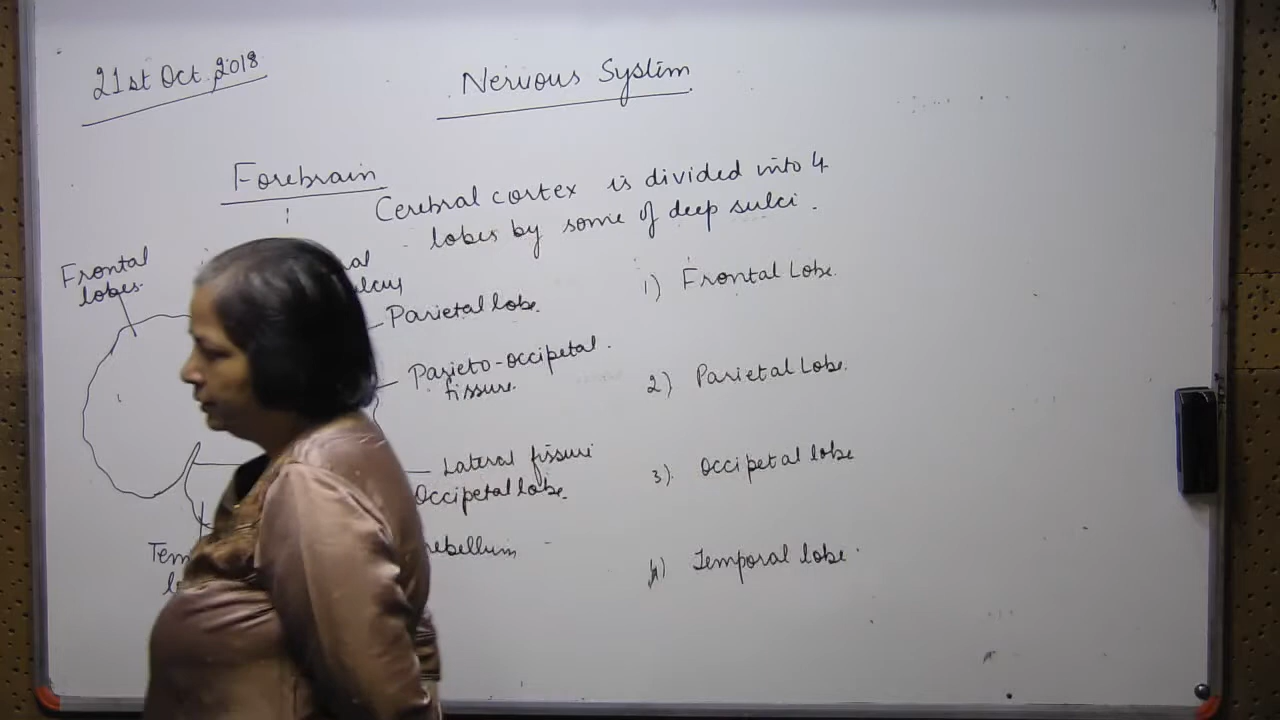 21st Oct, 2018
Nervous System
Forebrain
Cerebral cortex is divided into 4
lobes by some of deep sulci.
Frontal
lobes.
Parietal lobe.
Parieto-occipetal.
fissure.
Lateral fissure
Occipetal lobe.
1) Frontal Lobe.
2) Parietal Lobe.
3). Occipetal lobe
4) Temporal lobe.